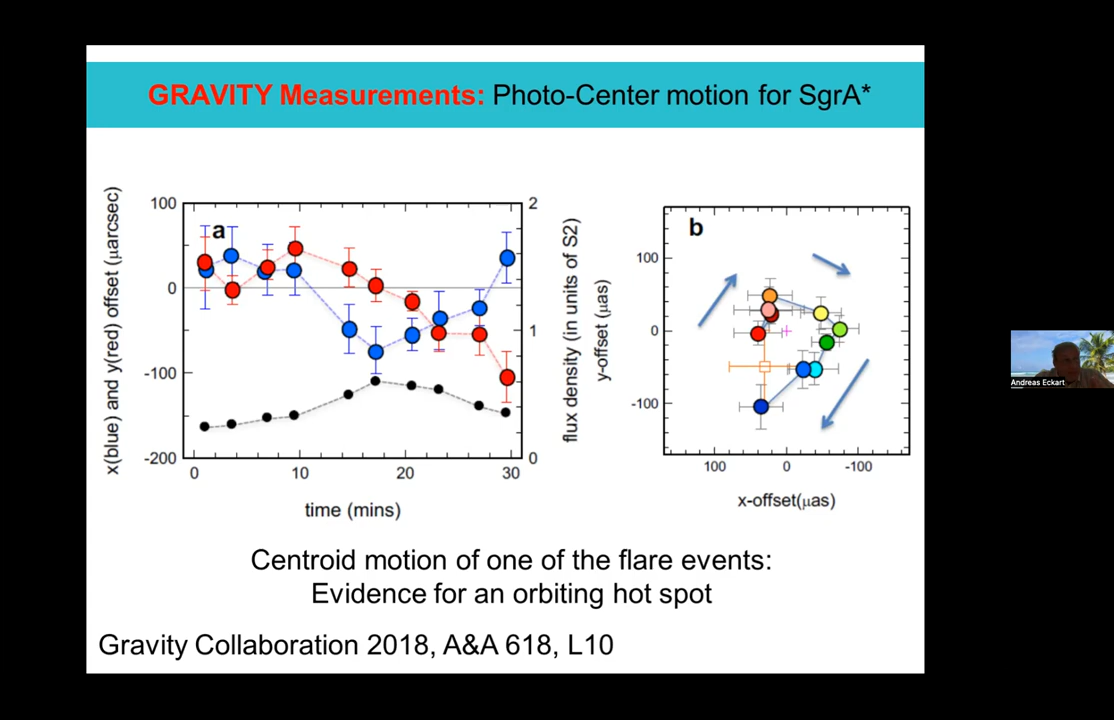 GRAVITY Measurements: Photo-Center motion for SgrA*
x(blue) and y(red) offset (μarcsec)
100
0
-100
-200
a
2
1
0
flux density (in units of S2)
0
10
20
30
time (mins)
y-offset (μas)
100
0
-100
b
100
0
-100
x-offset(μas)
Andreas Eckart
Centroid motion of one of the flare events:
Evidence for an orbiting hot spot
Gravity Collaboration 2018, A&A 618, L10